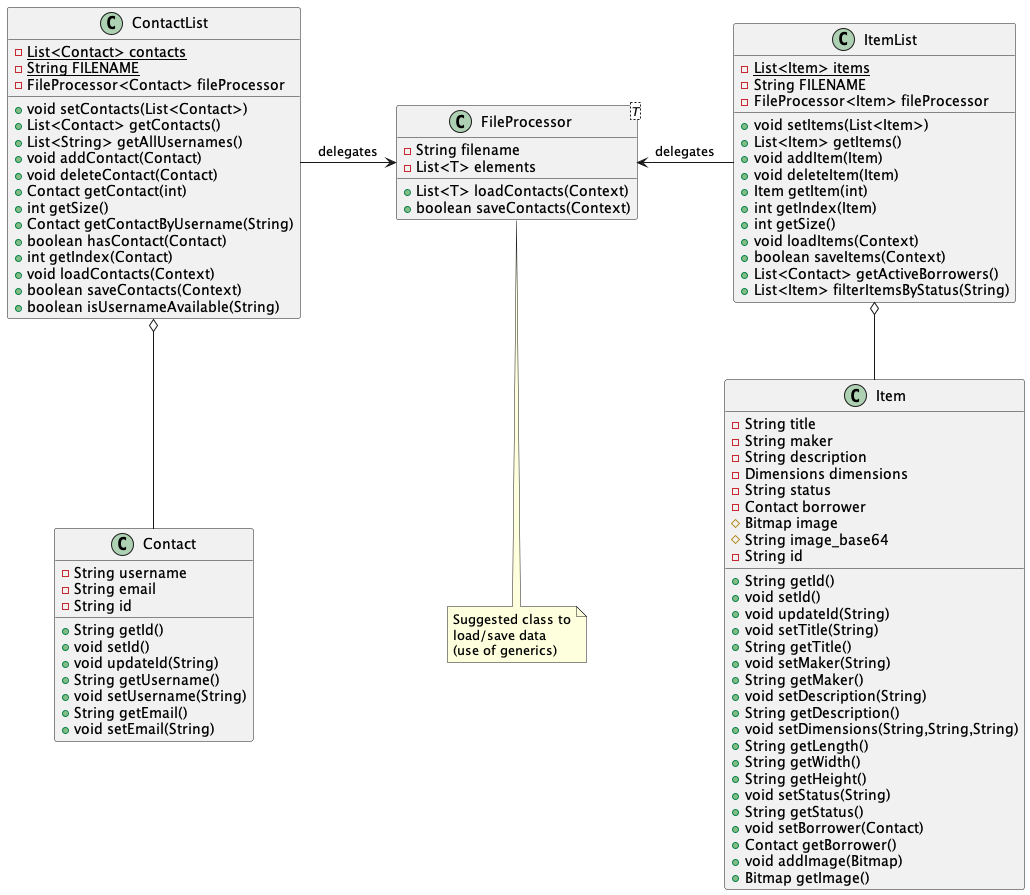 C ContactList
List<Contact> contacts
String FILENAME
FileProcessor<Contact> fileProcessor
void setContacts(List<Contact>)
List<Contact> getContacts()
List<String> getAllUsernames()
void addContact(Contact)
void deleteContact(Contact)
Contact getContact(int)
int getSize()
Contact getContactByUsername(String)
boolean hasContact(Contact)
int getIndex(Contact)
void loadContacts(Context)
boolean saveContacts(Context)
boolean isUsernameAvailable(String)
delegates
C FileProcessor
T
String filename
List<T> elements
List<T> loadContacts(Context)
boolean saveContacts(Context)
delegates
C ItemList
List<Item> items
String FILENAME
FileProcessor<Item> fileProcessor
void setItems(List<Item>)
List<Item> getItems()
void addItem(Item)
void deleteItem(Item)
Item getItem(int)
int getIndex(Item)
int getSize()
void loadItems(Context)
boolean saveItems(Context)
List<Contact> getActiveBorrowers()
List<Item> filterItemsByStatus(String)
C Contact
String username
String email
String id
String getId()
void setId()
void updateId(String)
String getUsername()
void setUsername(String)
String getEmail()
void setEmail(String)
Suggested class to
load/save data
(use of generics)
C Item
String title
String maker
String description
Dimensions dimensions
String status
Contact borrower
Bitmap image
String image_base64
String id
String getId()
void setId()
void updateId(String)
void setTitle(String)
String getTitle()
void setMaker(String)
String getMaker()
void setDescription(String)
String getDescription()
void setDimensions(String,String,String)
String getLength()
String getWidth()
String getHeight()
void setStatus(String)
String getStatus()
void setBorrower(Contact)
Contact getBorrower()
void addImage(Bitmap)
Bitmap getImage()